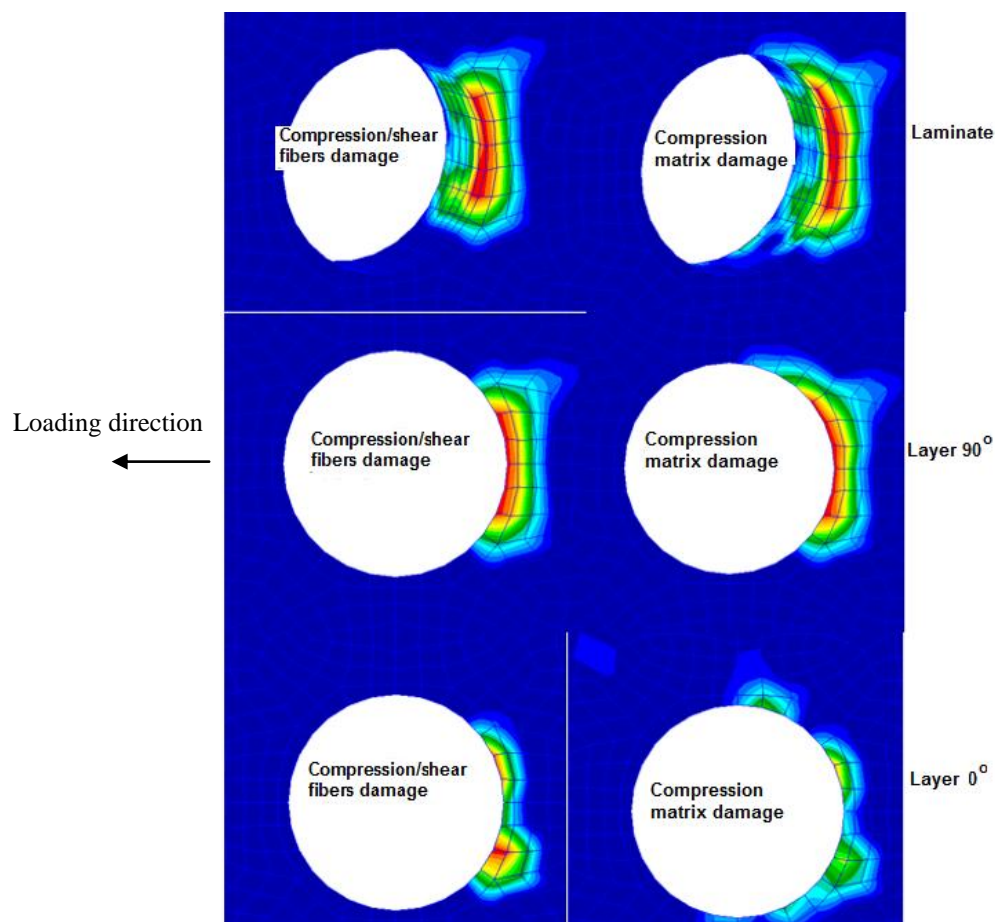 Compression/shear
fibers damage
Compression
matrix damage
Laminate
Loading direction
Compression/shear
fibers damage
Compression
matrix damage
Layer 90°
Compression/shear
fibers damage
Compression
matrix damage
Layer 0°